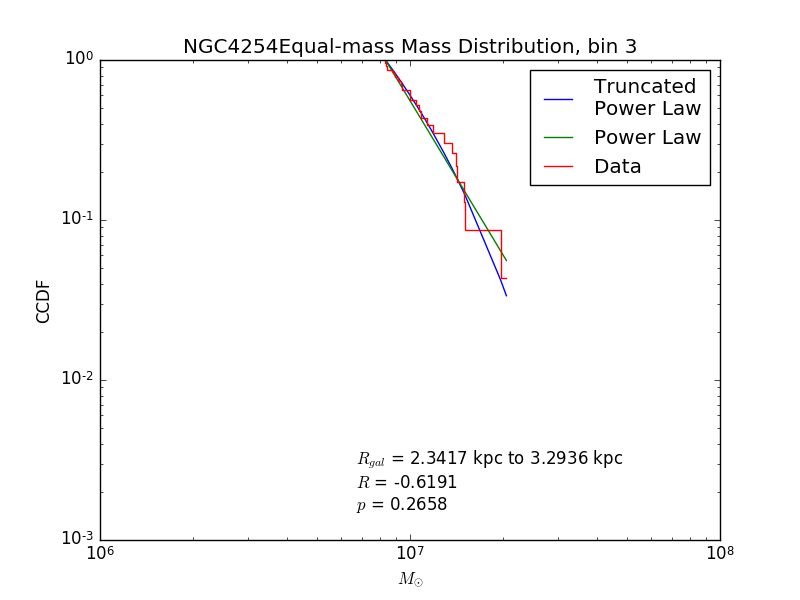 NGC4254Equal-mass Mass Distribution, bin 3
10^0
10^-1
10^-2
10^-3
CCDF
Truncated
Power Law
Power Law
Data
R_gal = 2.3417 kpc to 3.2936 kpc
R = -0.6191
p = 0.2658
10^6
10^7
10^8
M_⊙